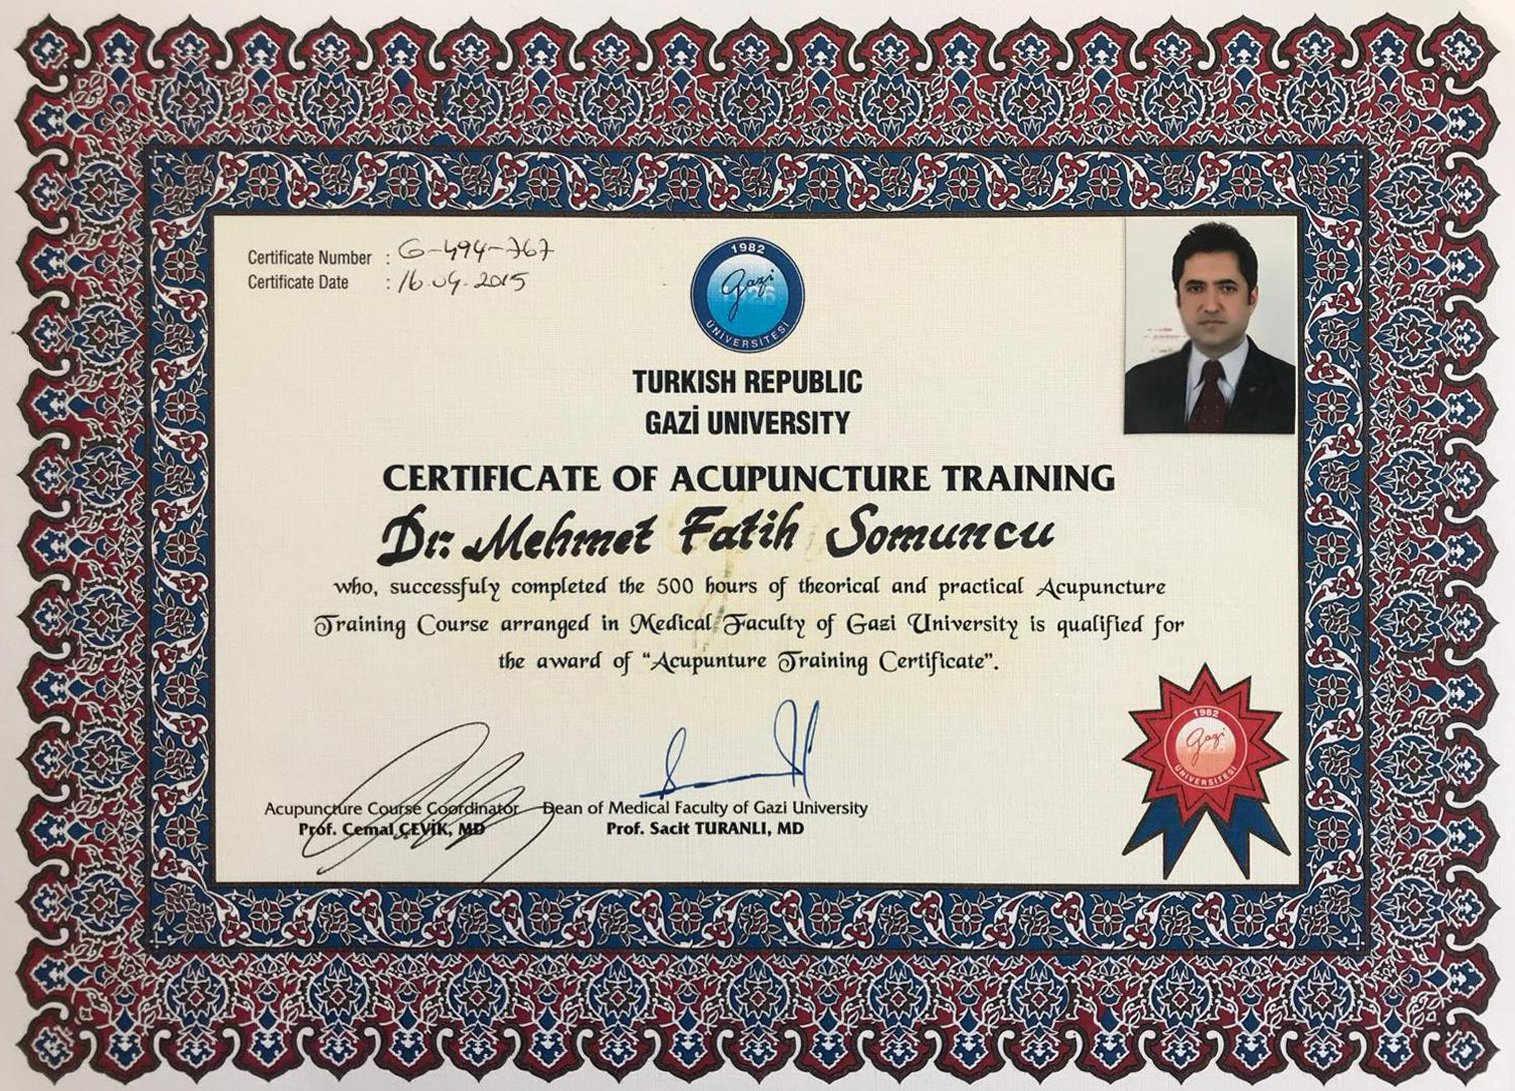 Certificate Number : G-494-767
Certificate Date : 16.04.2015
1982
Gazi
ÜNİVERSİTESİ
TURKISH REPUBLIC
GAZİ UNIVERSITY
CERTIFICATE OF ACUPUNCTURE TRAINING
Dr. Mehmet Fatih Somuncu
who, successfuly completed the 500 hours of theorical and practical Acupuncture
Training Course arranged in Medical Faculty of Gazi University is qualified for
the award of “Acupunture Training Certificate”.
Acupuncture Course Coordinator
Prof. Cemal ÇEVİK, MD
Dean of Medical Faculty of Gazi University
Prof. Sacit TURANLI, MD
1982
Gazi
ÜNİVERSİTESİ